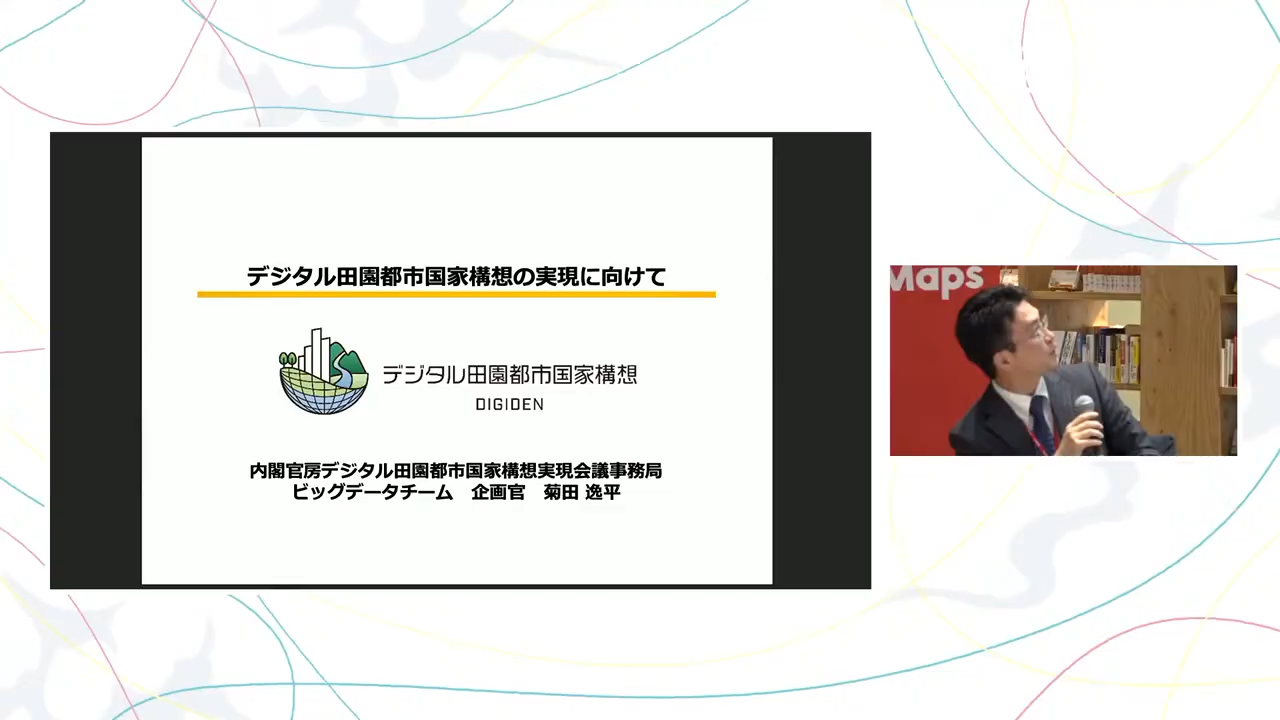 デジタル田園都市国家構想の実現に向けて
デジタル田園都市国家構想
DIGIDEN
内閣官房デジタル田園都市国家構想実現会議事務局
ビッグデータチーム　企画官　菊田 逸平
Maps